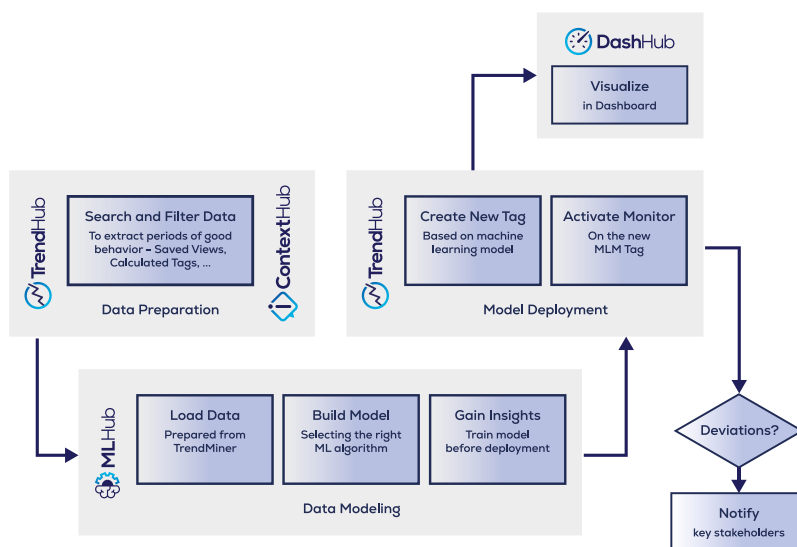 DashHub
Visualize
in Dashboard
TrendHub
Search and Filter Data
To extract periods of good
behavior – Saved Views,
Calculated Tags, ...
ContextHub
Data Preparation
TrendHub
Create New Tag
Based on machine
learning model
Activate Monitor
On the new
MLM Tag
Model Deployment
MLHub
Load Data
Prepared from
TrendMiner
Build Model
Selecting the right
ML algorithm
Gain Insights
Train model
before deployment
Data Modeling
Deviations?
Notify
key stakeholders